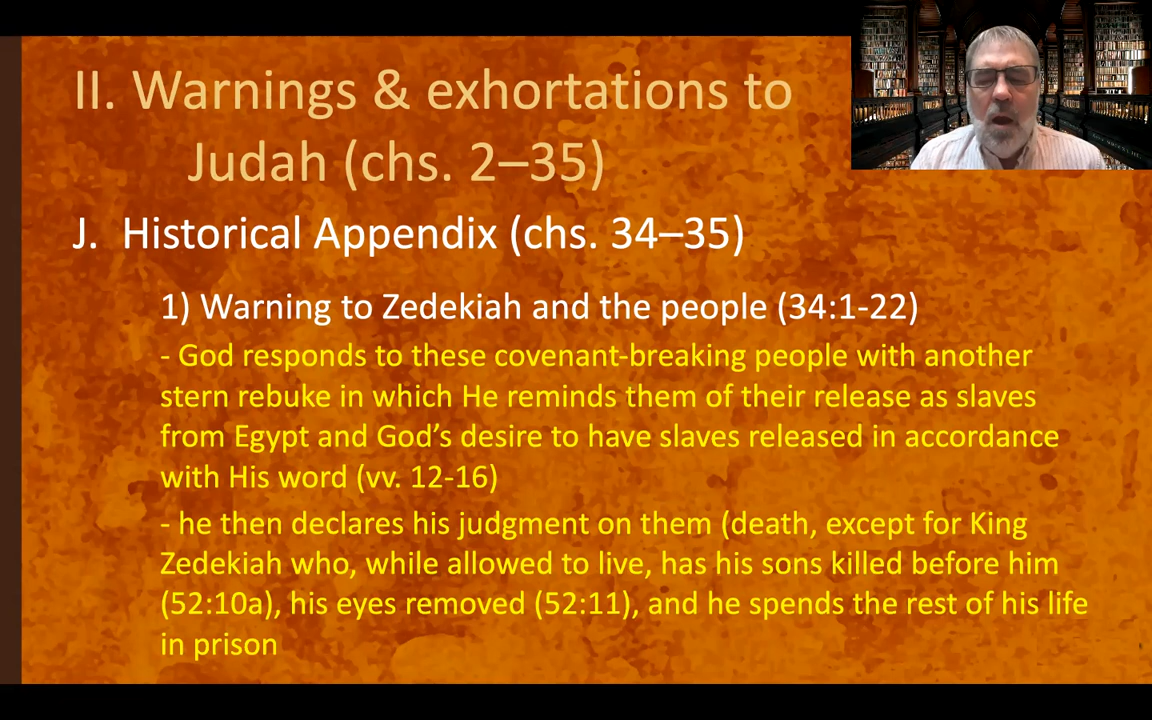 II. Warnings & exhortations to
Judah (chs. 2–35)
J. Historical Appendix (chs. 34–35)
1) Warning to Zedekiah and the people (34:1-22)
- God responds to these covenant-breaking people with another
stern rebuke in which He reminds them of their release as slaves
from Egypt and God’s desire to have slaves released in accordance
with His word (vv. 12-16)
- he then declares his judgment on them (death, except for King
Zedekiah who, while allowed to live, has his sons killed before him
(52:10a), his eyes removed (52:11), and he spends the rest of his life
in prison